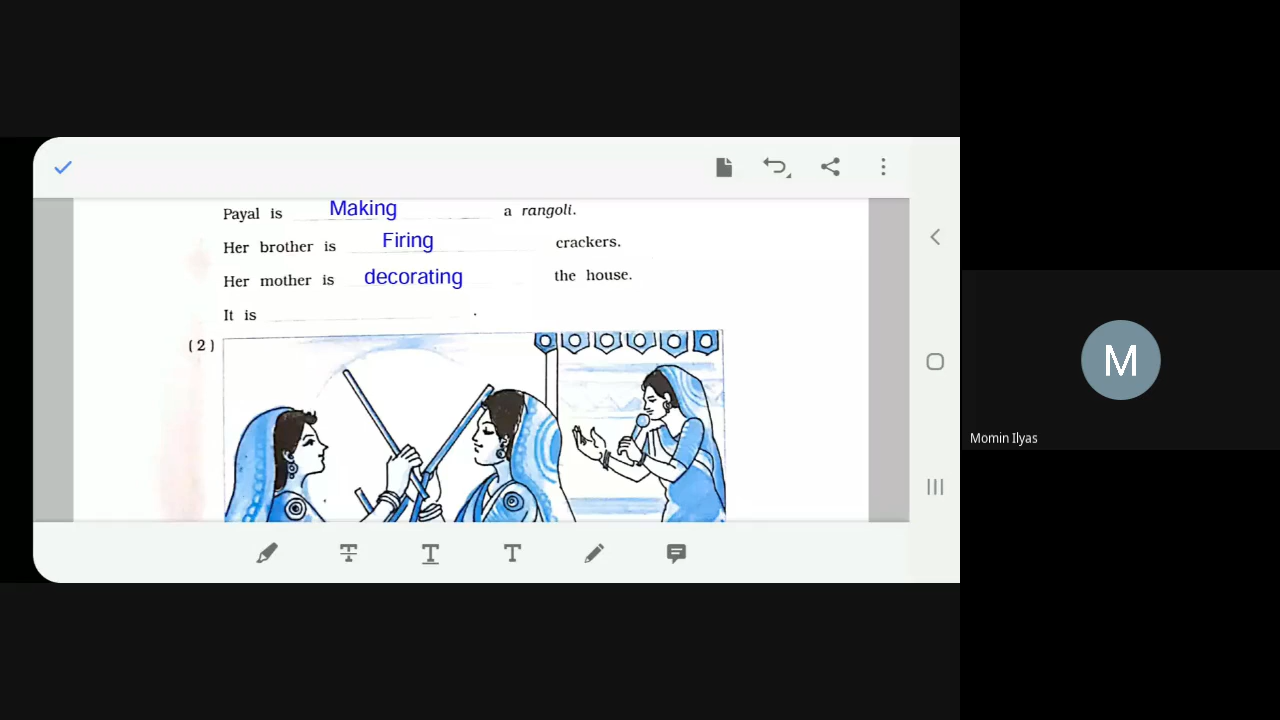 Payal is Making a rangoli.
Her brother is Firing crackers.
Her mother is decorating the house.
It is .
(2)
M
Momin Ilyas